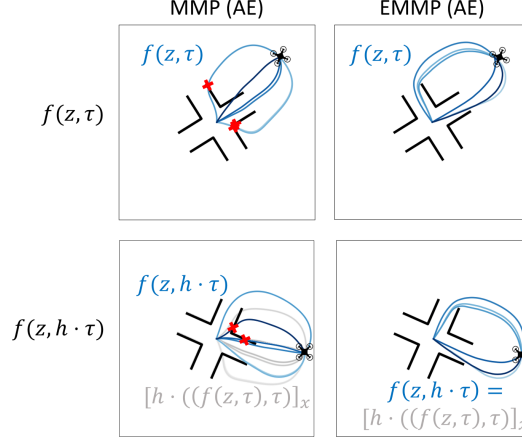 MMP (AE)
EMMP (AE)
f(z, τ)
f(z, τ)
f(z, τ)
f(z, h · τ)
f(z, h · τ)
[h · ((f(z, τ), τ)]x
f(z, h · τ) =
[h · ((f(z, τ), τ)]x